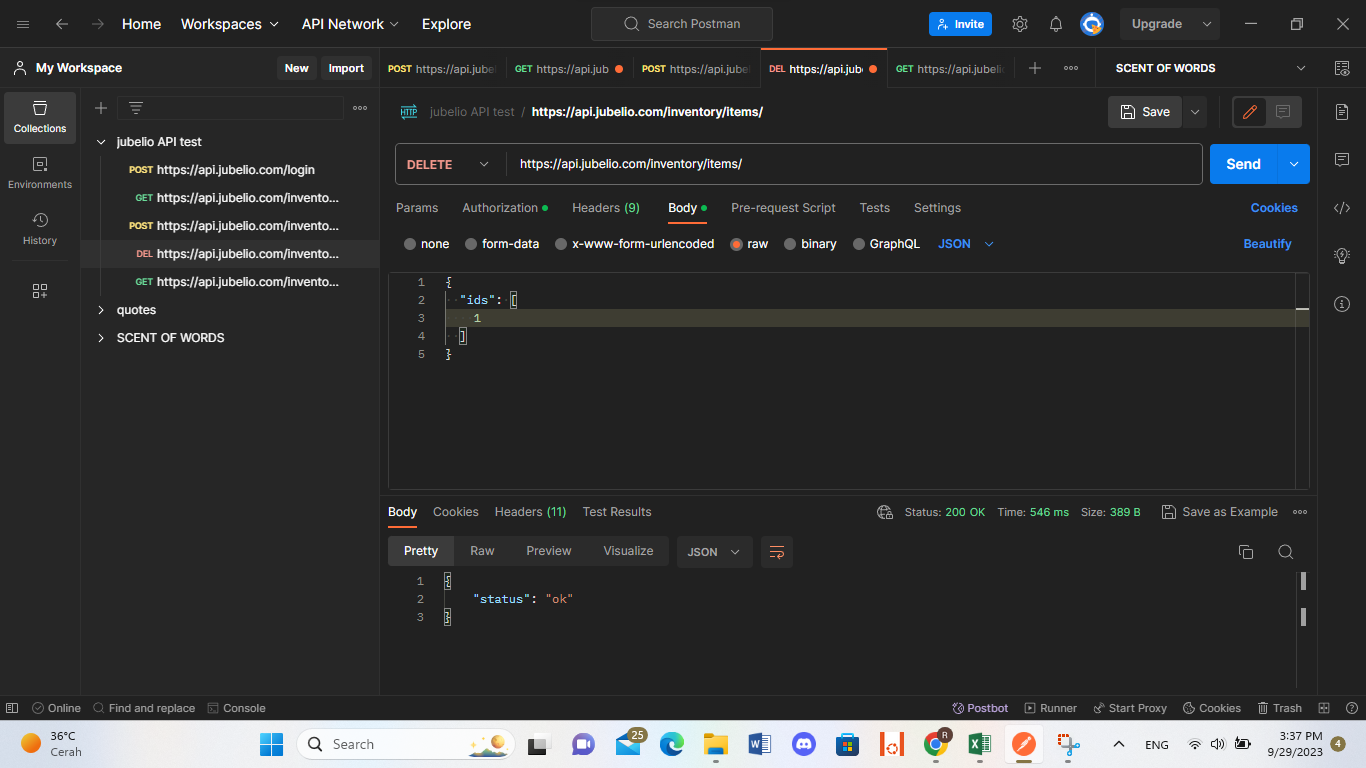 Home Workspaces API Network Explore Search Postman Invite Upgrade
My Workspace New Import POST https://api.jubel GET https://api.jub POST https://api.jubel DEL https://api.jub GET https://api.jubeli SCENT OF WORDS
Collections
Environments
History
jubelio API test
POST https://api.jubelio.com/login
GET https://api.jubelio.com/invento...
POST https://api.jubelio.com/invento...
DEL https://api.jubelio.com/invento...
GET https://api.jubelio.com/invento...
quotes
SCENT OF WORDS
HTTP jubelio API test / https://api.jubelio.com/inventory/items/ Save
DELETE https://api.jubelio.com/inventory/items/ Send
Params Authorization Headers (9) Body Pre-request Script Tests Settings Cookies
none form-data x-www-form-urlencoded raw binary GraphQL JSON Beautify
1 {
2 "ids": [
3 1
4 ]
5 }
Body Cookies Headers (11) Test Results Status: 200 OK Time: 546 ms Size: 389 B Save as Example
Pretty Raw Preview Visualize JSON
1 {
2 "status": "ok"
3 }
Online Find and replace Console Postbot Runner Start Proxy Cookies Trash
36°C
Cerah
Search
25
R
ENG
3:37 PM
9/29/2023
4